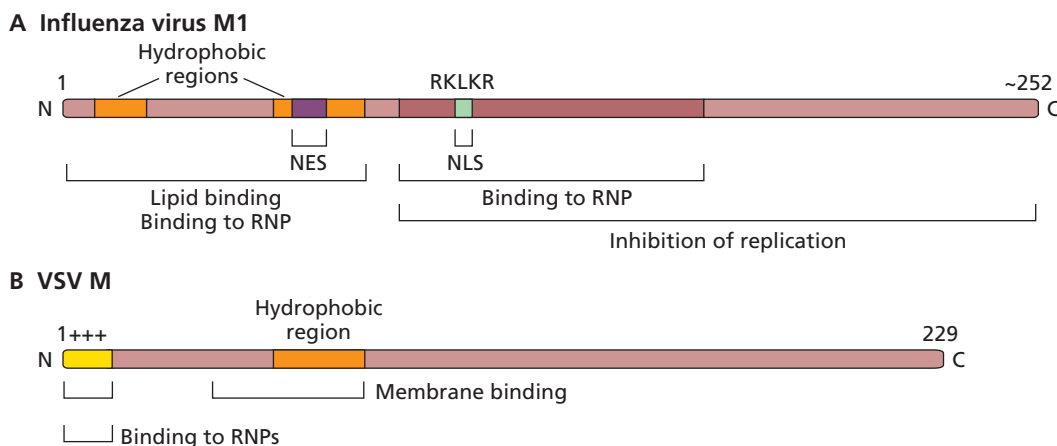 A Influenza virus M1
Hydrophobic
regions
1
RKLKR
~252
N
C
NES
NLS
Lipid binding
Binding to RNP
Binding to RNP
Inhibition of replication
B VSV M
Hydrophobic
region
1+++
229
N
C
Membrane binding
Binding to RNPs